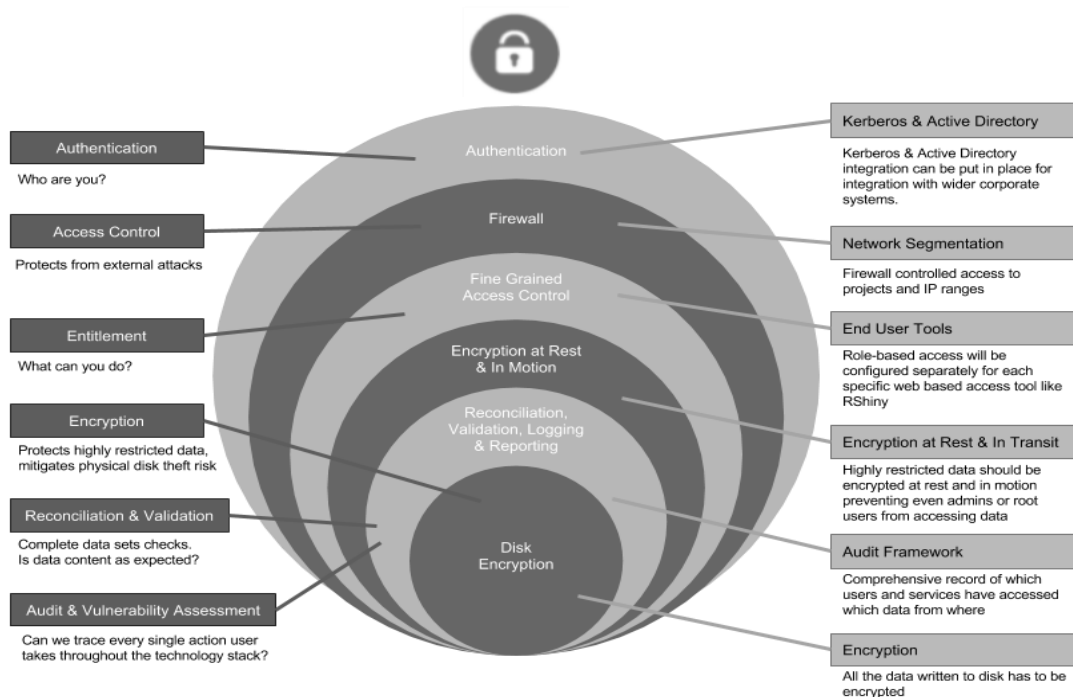 Authentication
Who are you?
Access Control
Protects from external attacks
Entitlement
What can you do?
Encryption
Protects highly restricted data,
mitigates physical disk theft risk
Reconciliation & Validation
Complete data sets checks.
Is data content as expected?
Audit & Vulnerability Assessment
Can we trace every single action user
takes throughout the technology stack?
Authentication
Firewall
Fine Grained
Access Control
Encryption at Rest
& In Motion
Reconciliation,
Validation, Logging
& Reporting
Disk
Encryption
Kerberos & Active Directory
Kerberos & Active Directory
integration can be put in place for
integration with wider corporate
systems.
Network Segmentation
Firewall controlled access to
projects and IP ranges
End User Tools
Role-based access will be
configured separately for each
specific web based access tool like
RShiny
Encryption at Rest & In Transit
Highly restricted data should be
encrypted at rest and in motion
preventing even admins or root
users from accessing data
Audit Framework
Comprehensive record of which
users and services have accessed
which data from where
Encryption
All the data written to disk has to be
encrypted